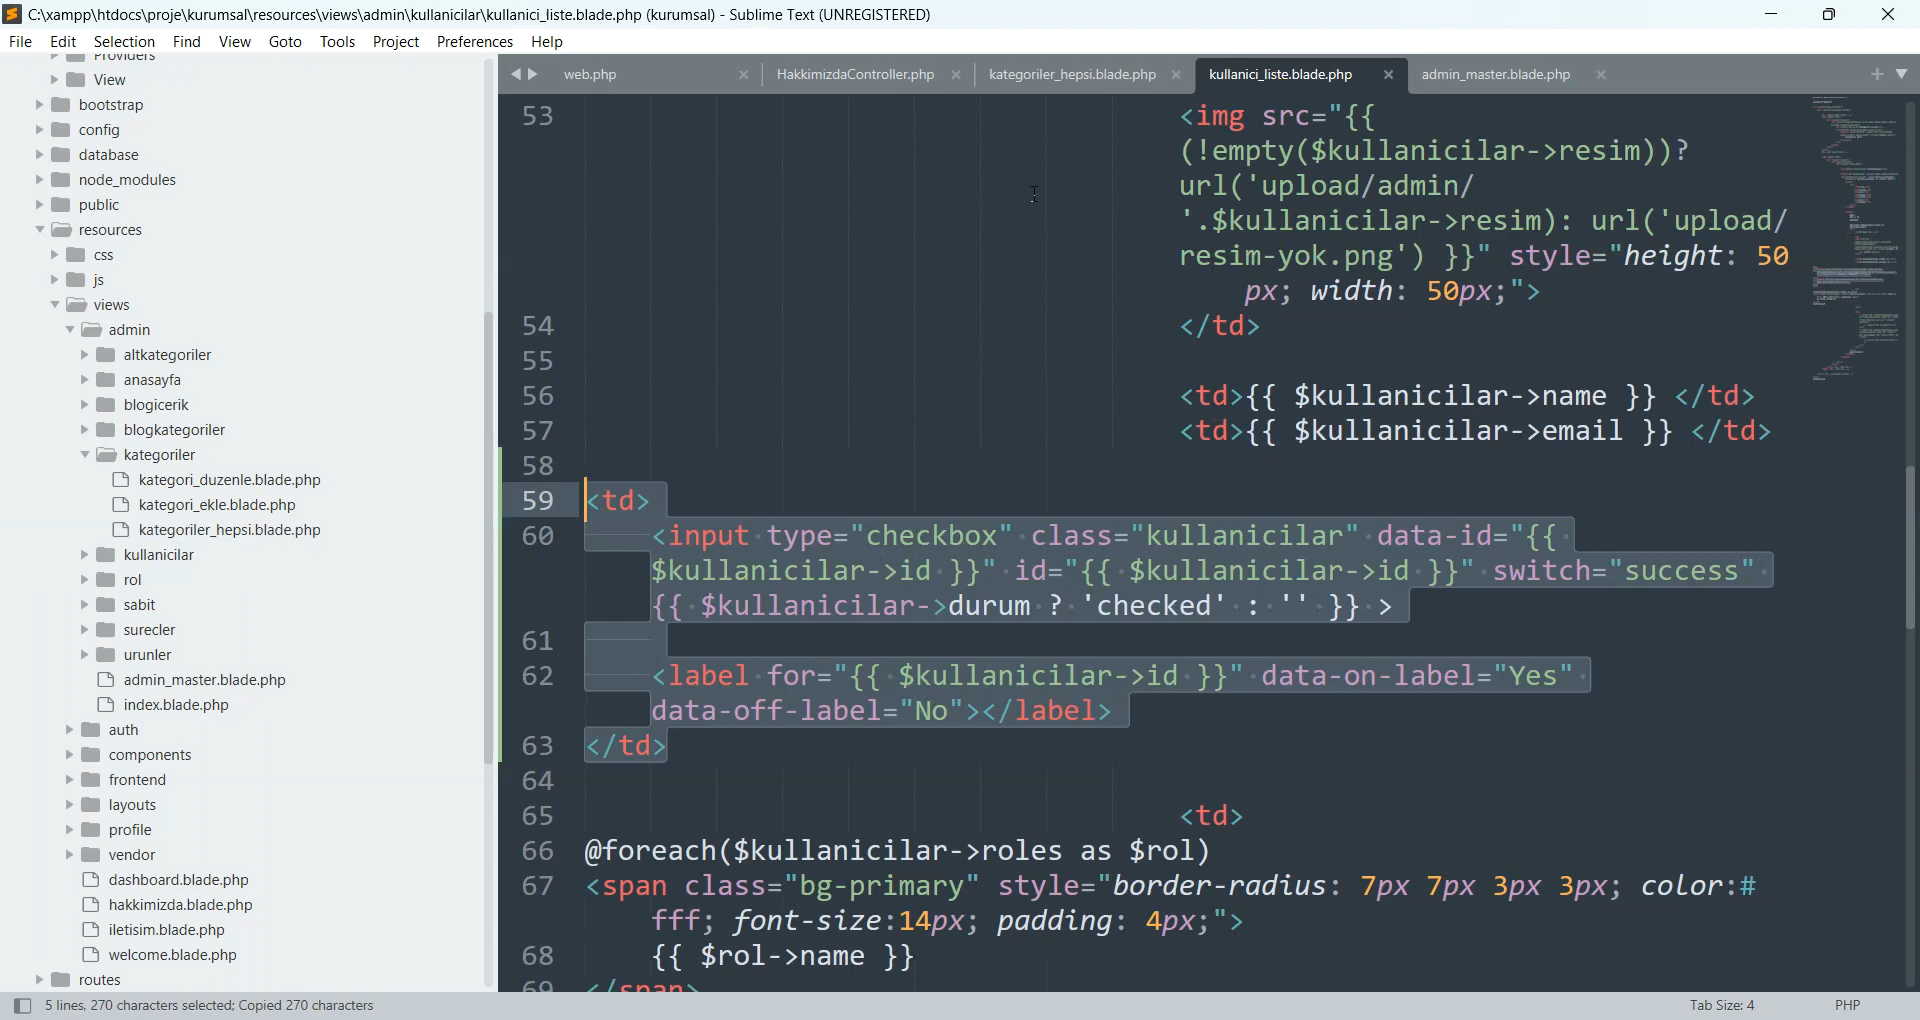 C:\xampp\htdocs\proje\kurumsal\resources\views\admin\kullanicilar\kullanici_liste.blade.php (kurumsal) - Sublime Text (UNREGISTERED)
File Edit Selection Find View Goto Tools Project Preferences Help
Providers
View
bootstrap
config
database
node_modules
public
resources
css
js
views
admin
altkategoriler
anasayfa
blogicerik
blogkategoriler
kategoriler
kategori_duzenle.blade.php
kategori_ekle.blade.php
kategoriler_hepsi.blade.php
kullanicilar
rol
sabit
surecler
urunler
admin_master.blade.php
index.blade.php
auth
components
frontend
layouts
profile
vendor
dashboard.blade.php
hakkimizda.blade.php
iletisim.blade.php
welcome.blade.php
routes
web.php HakkimizdaController.php kategoriler_hepsi.blade.php kullanici_liste.blade.php admin_master.blade.php
53 <img src="{{
(!empty($kullanicilar->resim))?
url('upload/admin/
'.$kullanicilar->resim): url('upload/
resim-yok.png') }}" style="height: 50
px; width: 50px;">
54 </td>
55
56 <td>{{ $kullanicilar->name }} </td>
57 <td>{{ $kullanicilar->email }} </td>
58
59 <td>
60 <input type="checkbox" class="kullanicilar" data-id="{{
$kullanicilar->id }}" id="{{ $kullanicilar->id }}" switch="success"
{{ $kullanicilar->durum ? 'checked' : '' }} >
61
62 <label for="{{ $kullanicilar->id }}" data-on-label="Yes"
data-off-label="No"></label>
63 </td>
64
65 <td>
66 @foreach($kullanicilar->roles as $rol)
67 <span class="bg-primary" style="border-radius: 7px 7px 3px 3px; color:#
fff; font-size:14px; padding: 4px;">
68 {{ $rol->name }}
69 </span>
5 lines, 270 characters selected; Copied 270 characters
Tab Size: 4 PHP